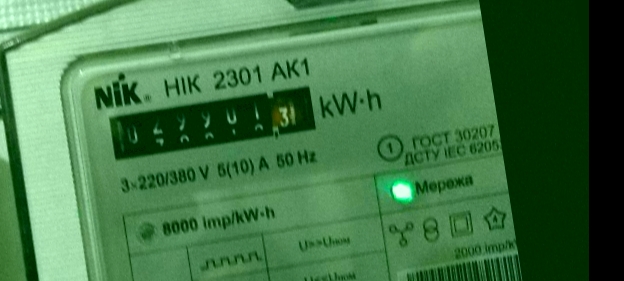 NiK. НІК 2301 АК1
kW·h
3×220/380 V 5(10) A 50 Hz
1 ГОСТ 30207
ДСТУ IEC 6205
Мережа
8000 imp/kW·h
2000 imp/k